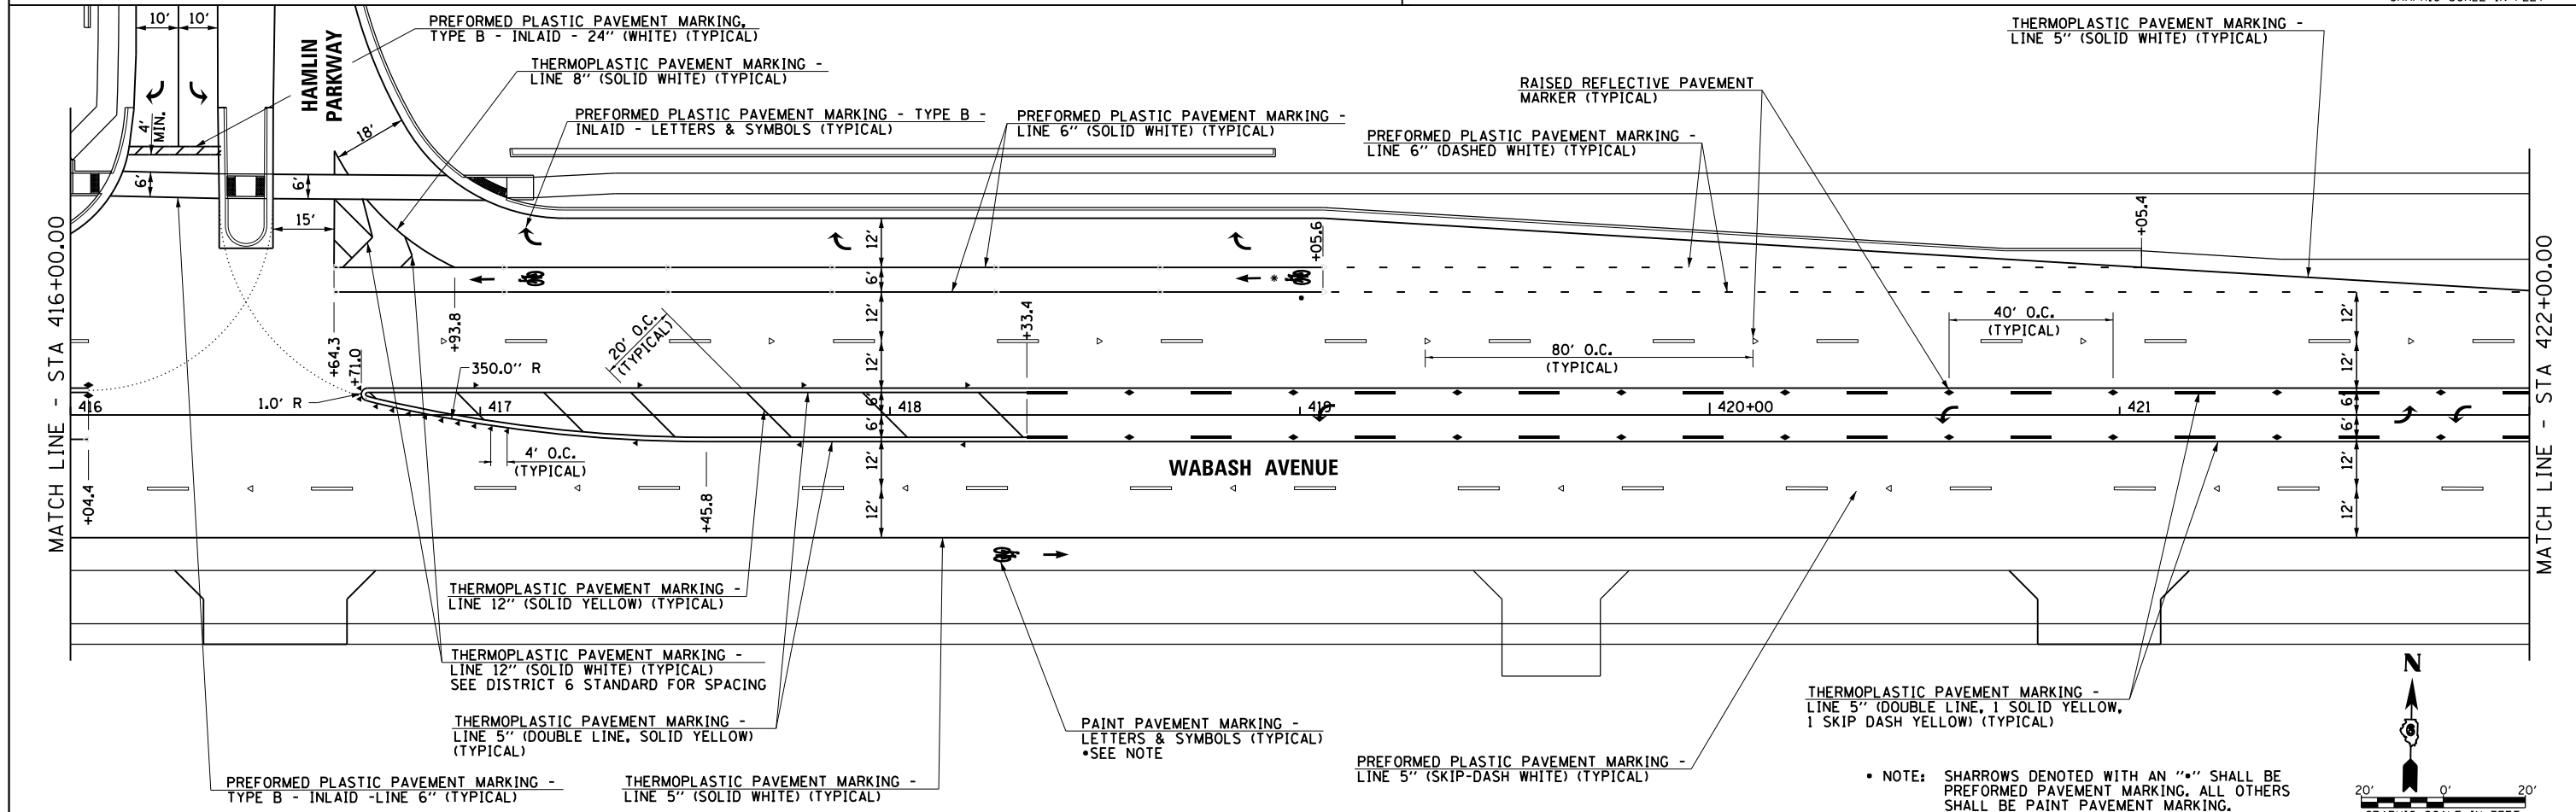 10'
10'
HAMLIN
PARKWAY
PREFORMED PLASTIC PAVEMENT MARKING,
TYPE B - INLAID - 24" (WHITE) (TYPICAL)
THERMOPLASTIC PAVEMENT MARKING -
LINE 8" (SOLID WHITE) (TYPICAL)
PREFORMED PLASTIC PAVEMENT MARKING - TYPE B -
INLAID - LETTERS & SYMBOLS (TYPICAL)
PREFORMED PLASTIC PAVEMENT MARKING -
LINE 6" (SOLID WHITE) (TYPICAL)
RAISED REFLECTIVE PAVEMENT
MARKER (TYPICAL)
PREFORMED PLASTIC PAVEMENT MARKING -
LINE 6" (DASHED WHITE) (TYPICAL)
THERMOPLASTIC PAVEMENT MARKING -
LINE 5" (SOLID WHITE) (TYPICAL)
4'
MIN.
18'
6'
6'
15'
12'
6'
12'
12'
6'
6'
12'
12'
+05.6
+05.4
MATCH LINE - STA 416+00.00
MATCH LINE - STA 422+00.00
+64.3
+71.0
+93.8
350.0" R
1.0' R
20' O.C.
(TYPICAL)
+33.4
80' O.C.
(TYPICAL)
40' O.C.
(TYPICAL)
12'
12'
6'
6'
12'
12'
416
417
418
419
420+00
421
+04.4
4' O.C.
(TYPICAL)
+45.8
WABASH AVENUE
THERMOPLASTIC PAVEMENT MARKING -
LINE 12" (SOLID YELLOW) (TYPICAL)
THERMOPLASTIC PAVEMENT MARKING -
LINE 12" (SOLID WHITE) (TYPICAL)
SEE DISTRICT 6 STANDARD FOR SPACING
THERMOPLASTIC PAVEMENT MARKING -
LINE 5" (DOUBLE LINE, SOLID YELLOW)
(TYPICAL)
PREFORMED PLASTIC PAVEMENT MARKING -
TYPE B - INLAID -LINE 6" (TYPICAL)
THERMOPLASTIC PAVEMENT MARKING -
LINE 5" (SOLID WHITE) (TYPICAL)
PAINT PAVEMENT MARKING -
LETTERS & SYMBOLS (TYPICAL)
•SEE NOTE
PREFORMED PLASTIC PAVEMENT MARKING -
LINE 5" (SKIP-DASH WHITE) (TYPICAL)
THERMOPLASTIC PAVEMENT MARKING -
LINE 5" (DOUBLE LINE, 1 SOLID YELLOW,
1 SKIP DASH YELLOW) (TYPICAL)
• NOTE: SHARROWS DENOTED WITH AN "•" SHALL BE
PREFORMED PAVEMENT MARKING. ALL OTHERS
SHALL BE PAINT PAVEMENT MARKING.
N
6
20'
0'
20'